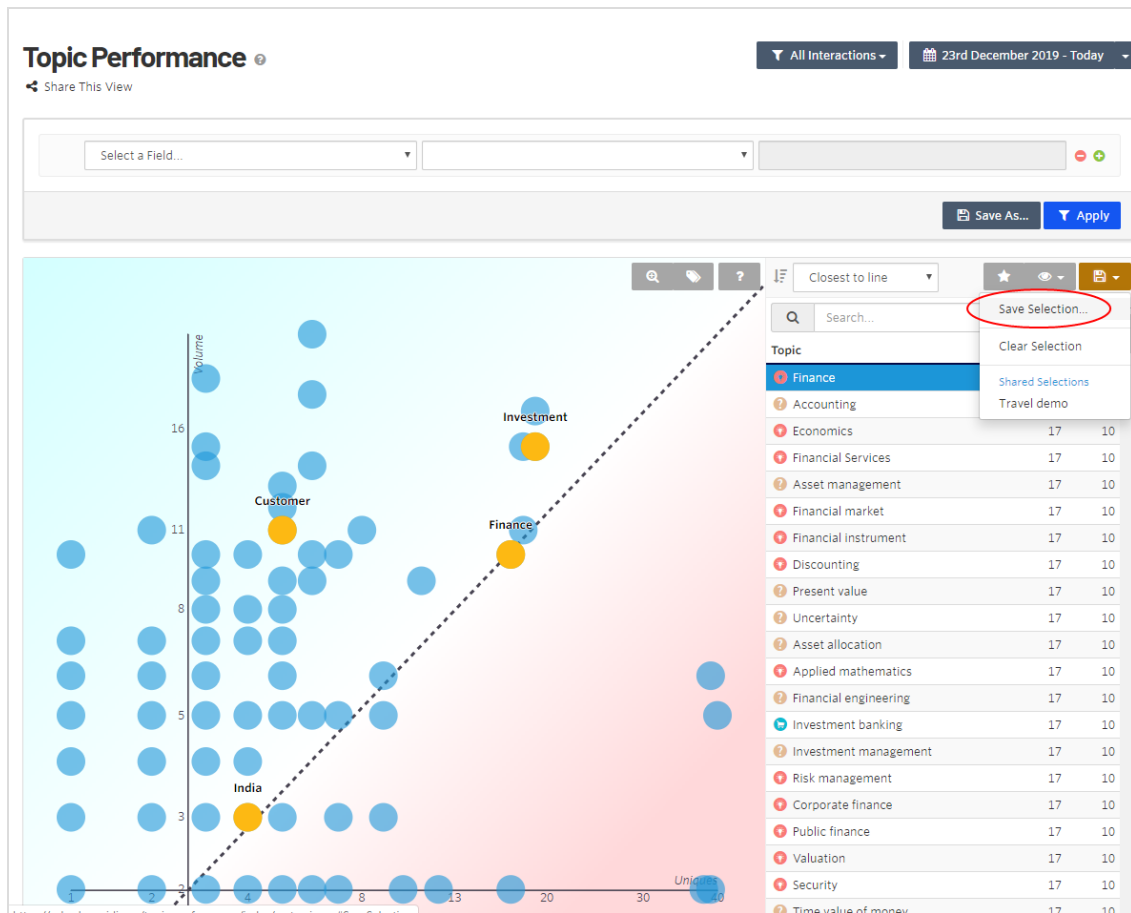 Topic Performance ?
Share This View
All Interactions
23rd December 2019 - Today
Select a Field...
Save As...
Apply
?
Closest to line
Save Selection...
Search...
Clear Selection
Topic
Shared Selections
Travel demo
Finance
Accounting
Economics 17 10
Financial Services 17 10
Asset management 17 10
Financial market 17 10
Financial instrument 17 10
Discounting 17 10
Present value 17 10
Uncertainty 17 10
Asset allocation 17 10
Applied mathematics 17 10
Financial engineering 17 10
Investment banking 17 10
Investment management 17 10
Risk management 17 10
Corporate finance 17 10
Public finance 17 10
Valuation 17 10
Security 17 10
Time value of money 17 10
Volume
Investment
16
Customer
Finance
11
8
5
India
3
2
Uniques
1 2 4 8 13 20 30 40